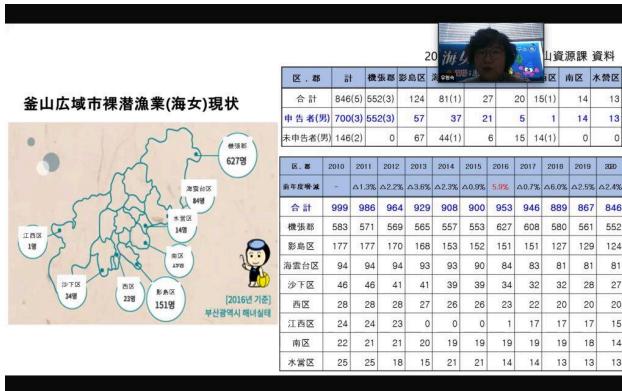 釜山広域市裸潜漁業(海女)現状
機張郡
627명
海雲台区
84명
水営区
14명
南区
江西区
1명
沙下区
34명
西区
23명
影島区
151명
[2016년 기준]
부산광역시 해녀실태
20 山資源課 資料
海女
유형숙
区 . 郡 計 機張郡 影島区 区 南区 水営区
合 計 846(5) 552(3) 124 81(1) 27 20 15(1) 14 13
申告者(男) 700(3) 552(3) 57 37 21 5 1 14 13
未申告者(男) 146(2) 0 67 44(1) 6 15 14(1) 0 0
区 . 郡 2010 2011 2012 2013 2014 2015 2016 2017 2018 2019 2020
前年度増·減 - △1.3% △2.2% △3.6% △2.3% △0.9% 5.9% △0.7% △6.0% △2.5% △2.4%
合 計 999 986 964 929 908 900 953 946 889 867 846
機張郡 583 571 569 565 557 553 627 608 580 561 552
影島区 177 177 170 168 153 152 151 151 127 129 124
海雲台区 94 94 94 93 93 90 84 83 81 81 81
沙下区 46 46 41 41 39 39 34 32 32 28 27
西区 28 28 28 27 26 26 23 22 20 20 20
江西区 24 24 23 0 0 0 1 17 17 17 15
南区 22 21 21 20 19 19 19 19 19 18 14
水営区 25 25 18 15 21 21 14 14 13 13 13